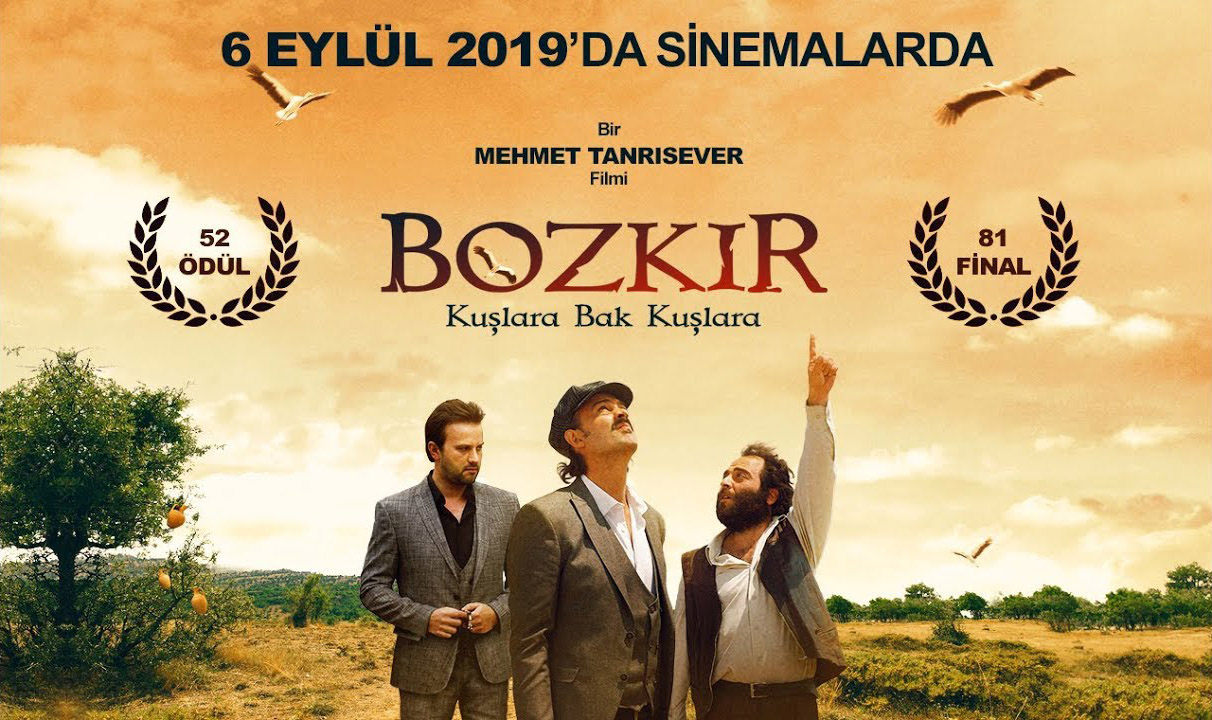 6 EYLÜL 2019'DA SİNEMALARDA
Bir
MEHMET TANRISEVER
Filmi
52
ÖDÜL
BOZKIR
Kuşlara Bak Kuşlara
81
FİNAL